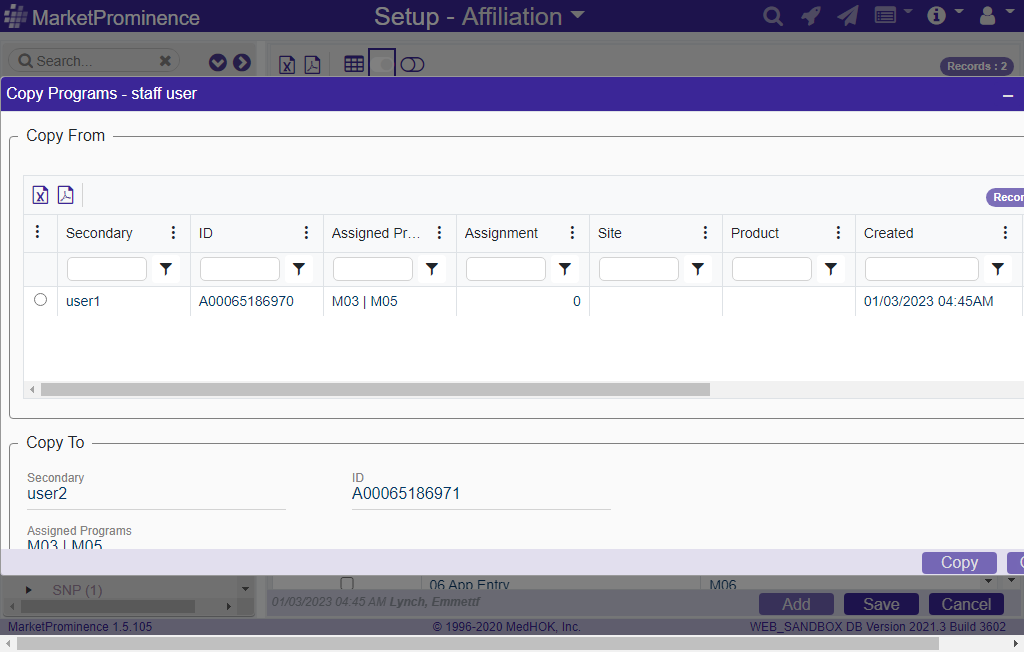 MarketProminence
Setup - Affiliation
Search...
Records : 2
Copy Programs - staff user
Copy From
Secondary ID Assigned Pr... Assignment Site Product Created
user1 A00065186970 M03 | M05 0 01/03/2023 04:45AM
Copy To
Secondary ID
user2 A00065186971
Assigned Programs
M03 | M05
Copy
SNP (1)
06 App Entry M06
01/03/2023 04:45 AM Lynch, Emmettf
Add Save Cancel
MarketProminence 1.5.105 © 1996-2020 MedHOK, Inc. WEB_SANDBOX DB Version 2021.3 Build 3602